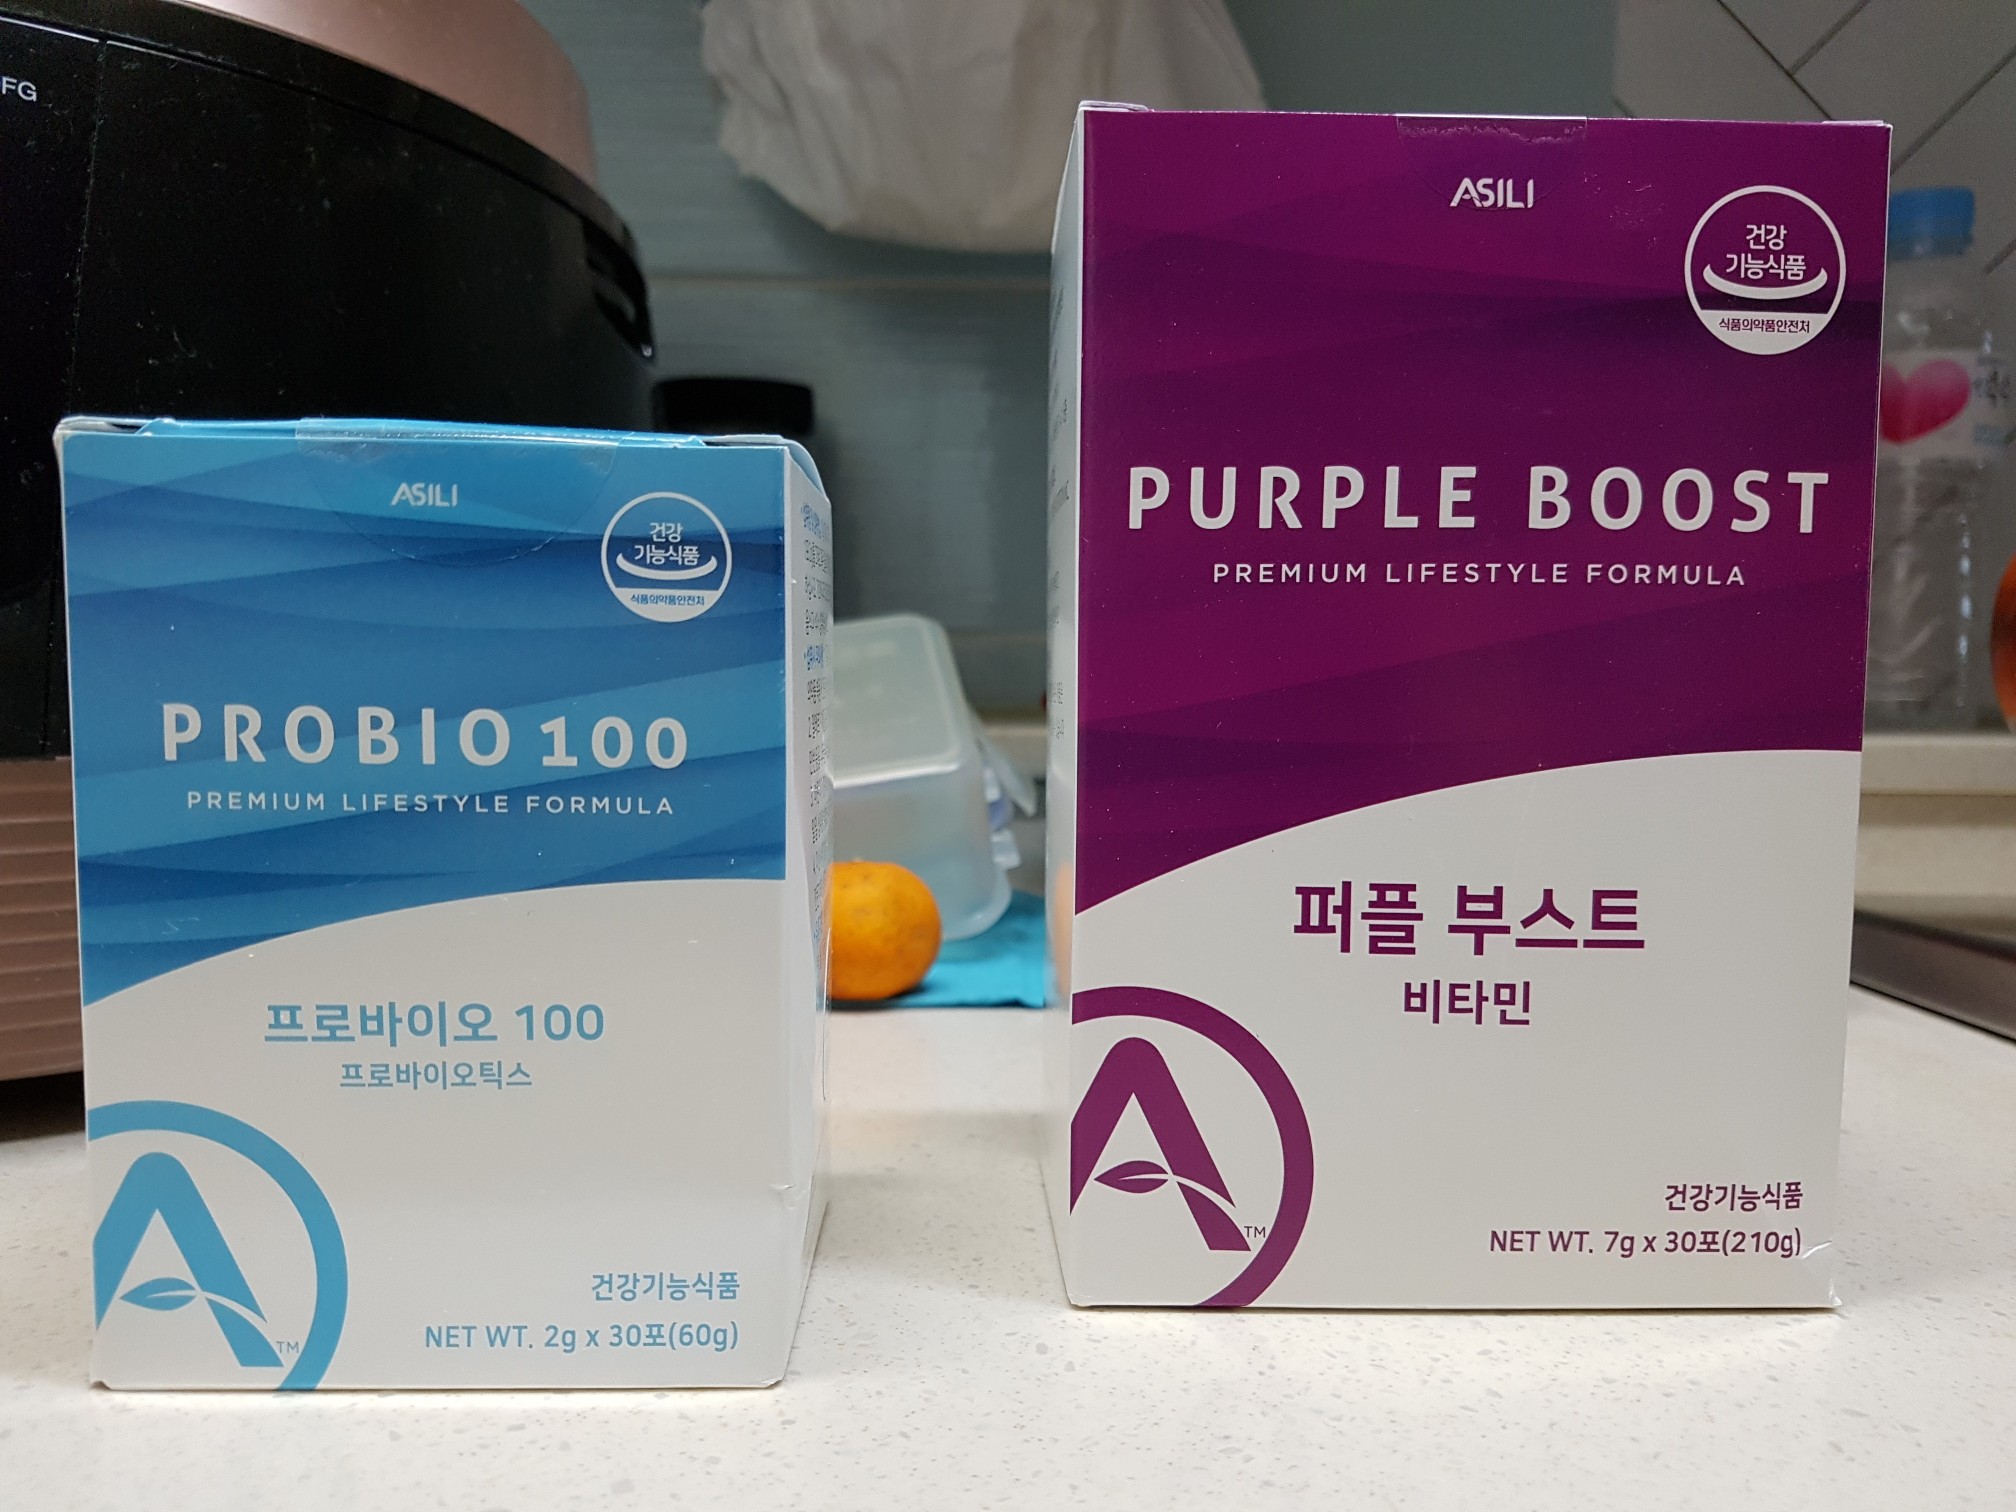 FG
ASILI
건강
기능식품
식품의약품안전처
PROBIO 100
PREMIUM LIFESTYLE FORMULA
프로바이오 100
프로바이오틱스
A
TM
건강기능식품
NET WT. 2g x 30포(60g)
ASILI
건강
기능식품
식품의약품안전처
PURPLE BOOST
PREMIUM LIFESTYLE FORMULA
퍼플 부스트
비타민
A
TM
건강기능식품
NET WT. 7g x 30포(210g)